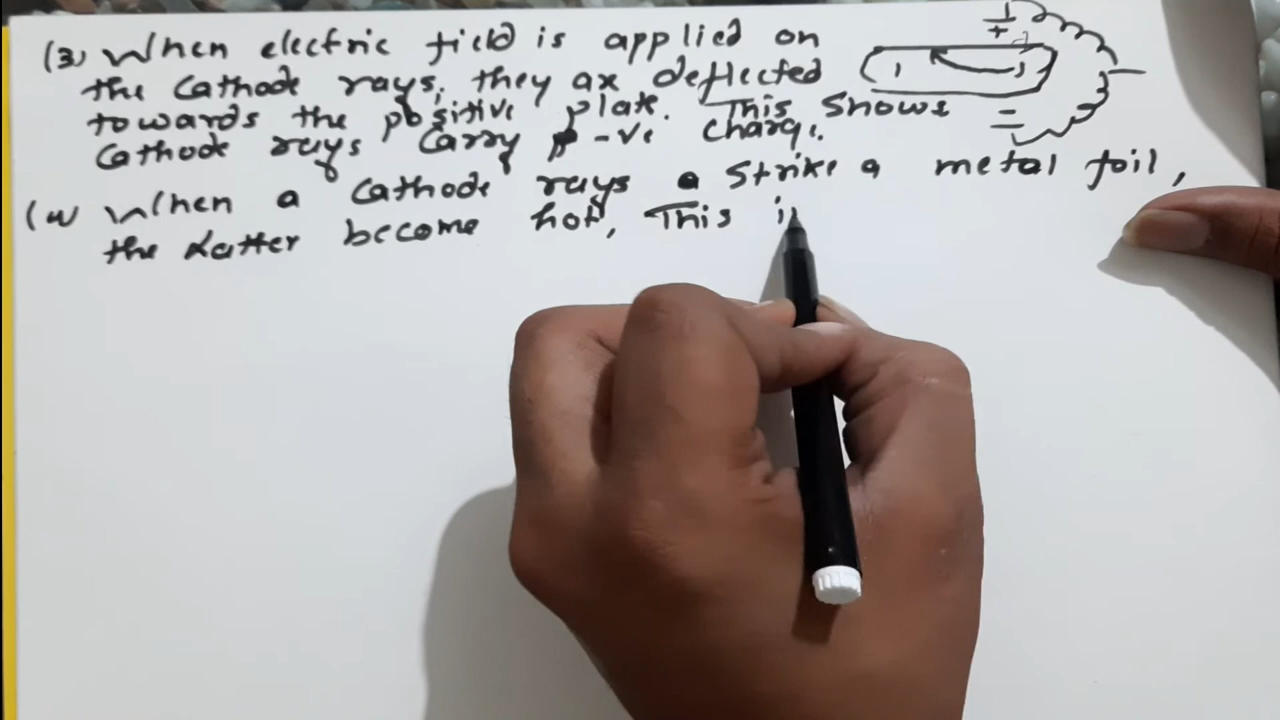 (3) When electric field is applied on
the cathode rays, they are deflected
towards the positive plate. This shows
cathode rays carry -ve charge.
(4) When a cathode rays a strike a metal foil,
the latter become hot, This i
+